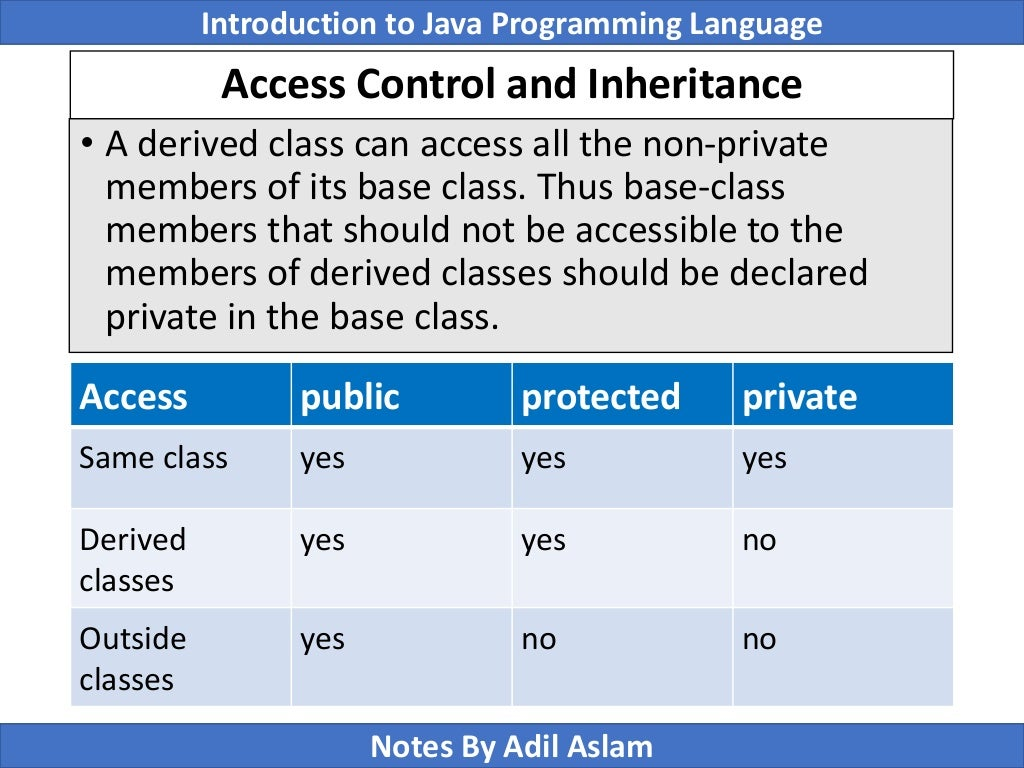 Introduction to Java Programming Language
Access Control and Inheritance
• A derived class can access all the non-private
members of its base class. Thus base-class
members that should not be accessible to the
members of derived classes should be declared
private in the base class.
Access public protected private
Same class yes yes yes
Derived
classes yes yes no
Outside
classes yes no no
Notes By Adil Aslam